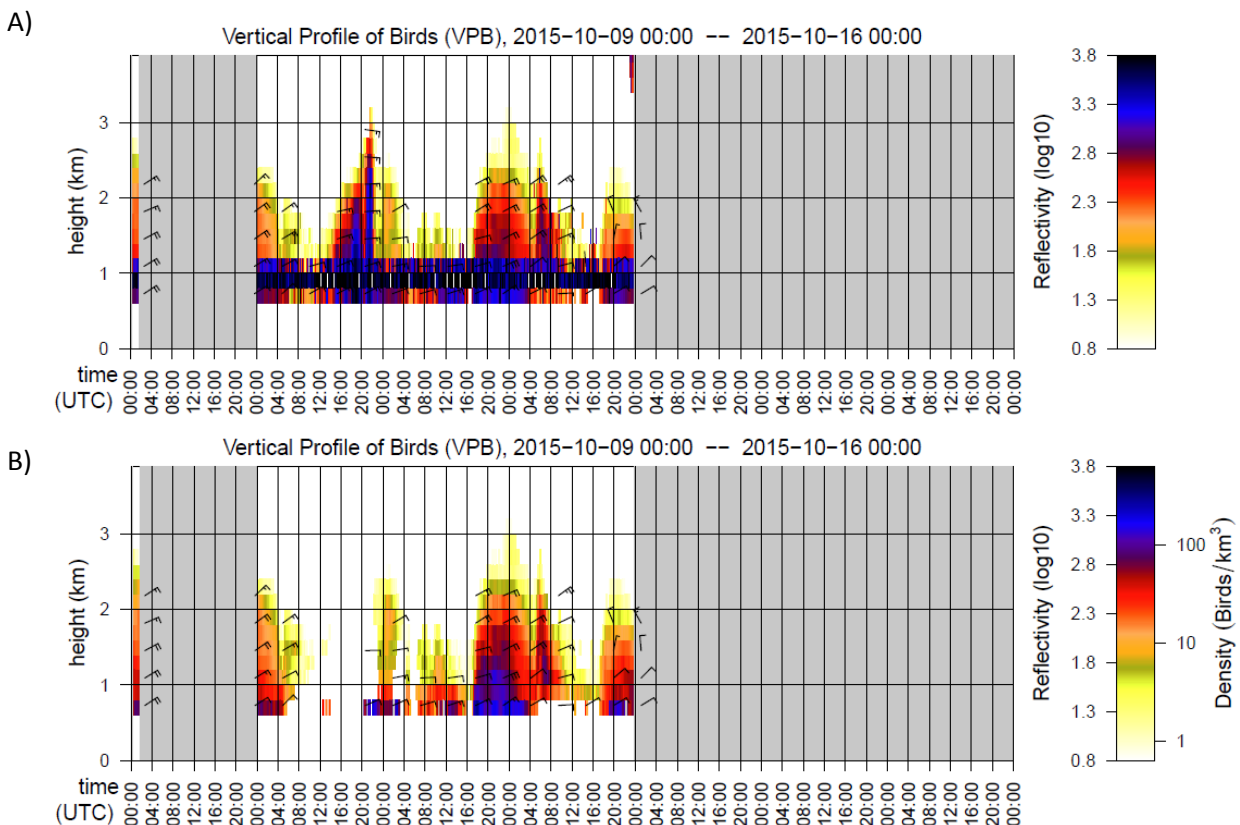 A)
Vertical Profile of Birds (VPB), 2015−10−09 00:00 −− 2015−10−16 00:00
height (km)
3
2
1
0
time
(UTC)
00:00 04:00 08:00 12:00 16:00 20:00 00:00 04:00 08:00 12:00 16:00 20:00 00:00 04:00 08:00 12:00 16:00 20:00 00:00 04:00 08:00 12:00 16:00 20:00 00:00 04:00 08:00 12:00 16:00 20:00 00:00 04:00 08:00 12:00 16:00 20:00 00:00 04:00 08:00 12:00 16:00 20:00 00:00
Reflectivity (log10)
3.8
3.3
2.8
2.3
1.8
1.3
0.8
B)
Vertical Profile of Birds (VPB), 2015−10−09 00:00 −− 2015−10−16 00:00
height (km)
3
2
1
0
time
(UTC)
00:00 04:00 08:00 12:00 16:00 20:00 00:00 04:00 08:00 12:00 16:00 20:00 00:00 04:00 08:00 12:00 16:00 20:00 00:00 04:00 08:00 12:00 16:00 20:00 00:00 04:00 08:00 12:00 16:00 20:00 00:00 04:00 08:00 12:00 16:00 20:00 00:00 04:00 08:00 12:00 16:00 20:00 00:00
Reflectivity (log10)
3.8
3.3
2.8
2.3
1.8
1.3
0.8
100
10
1
Density (Birds/km³)